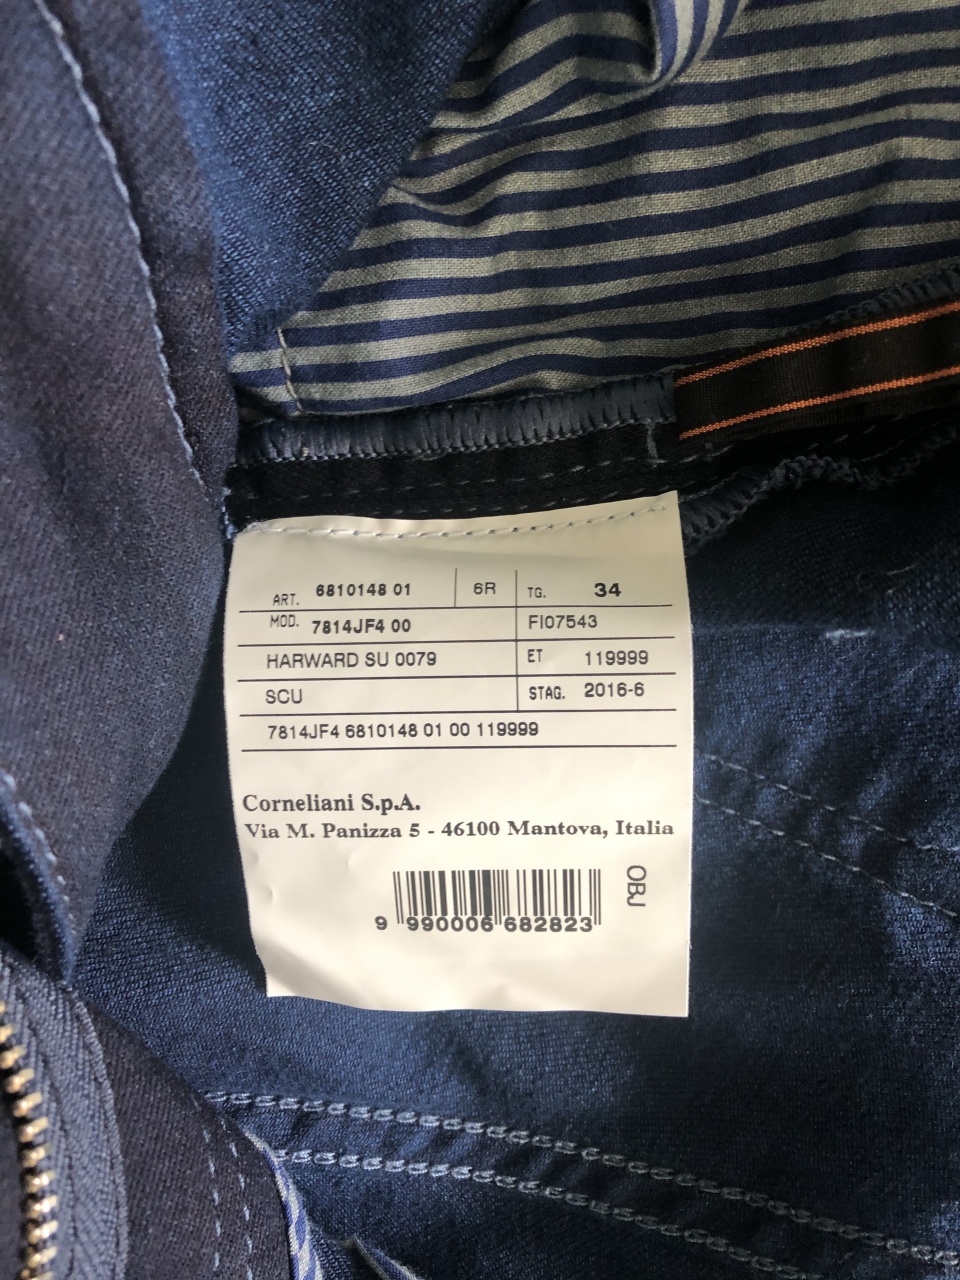 ART. 6810148 01 6R TG. 34
MOD. 7814JF4 00 FI07543
HARWARD SU 0079 ET 119999
SCU STAG. 2016-6
7814JF4 6810148 01 00 119999
Corneliani S.p.A.
Via M. Panizza 5 - 46100 Mantova, Italia
OBJ
9 990006 682823